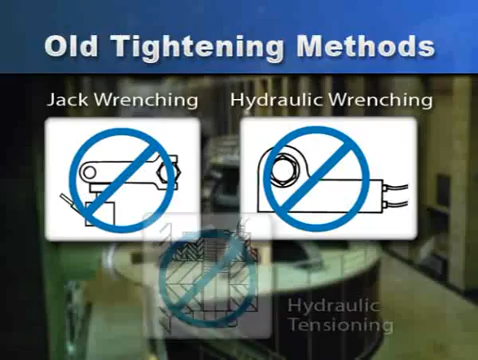 Old Tightening Methods
Jack Wrenching
Hydraulic Wrenching
Hydraulic
Tensioning